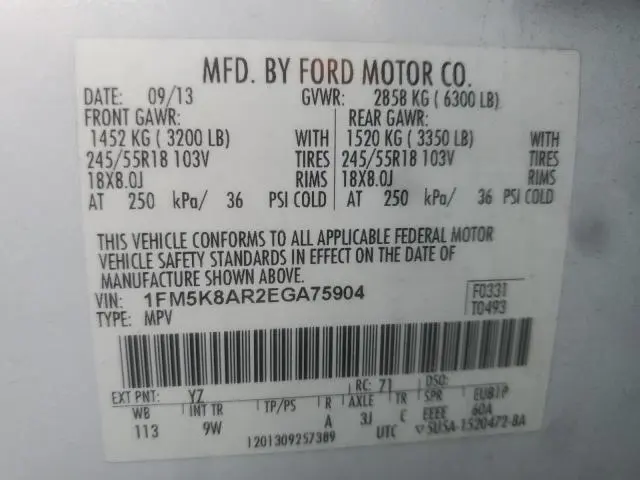 MFD. BY FORD MOTOR CO.
DATE: 09/13 GVWR: 2858 KG ( 6300 LB)
FRONT GAWR: REAR GAWR:
1452 KG ( 3200 LB) WITH 1520 KG ( 3350 LB) WITH
245/55R18 103V TIRES 245/55R18 103V TIRES
18X8.0J RIMS 18X8.0J RIMS
AT 250 kPa/ 36 PSI COLD AT 250 kPa/ 36 PSI COLD
THIS VEHICLE CONFORMS TO ALL APPLICABLE FEDERAL MOTOR
VEHICLE SAFETY STANDARDS IN EFFECT ON THE DATE OF
MANUFACTURE SHOWN ABOVE.
VIN: 1FM5K8AR2EGA75904 F0331
TYPE: MPV T0493
EXT PNT: YZ RC: 71 DSO:
WB INT TR TP/PS R AXLE TR SPR
113 9W A 3J C EEEE 60A
1201309257389 UTC